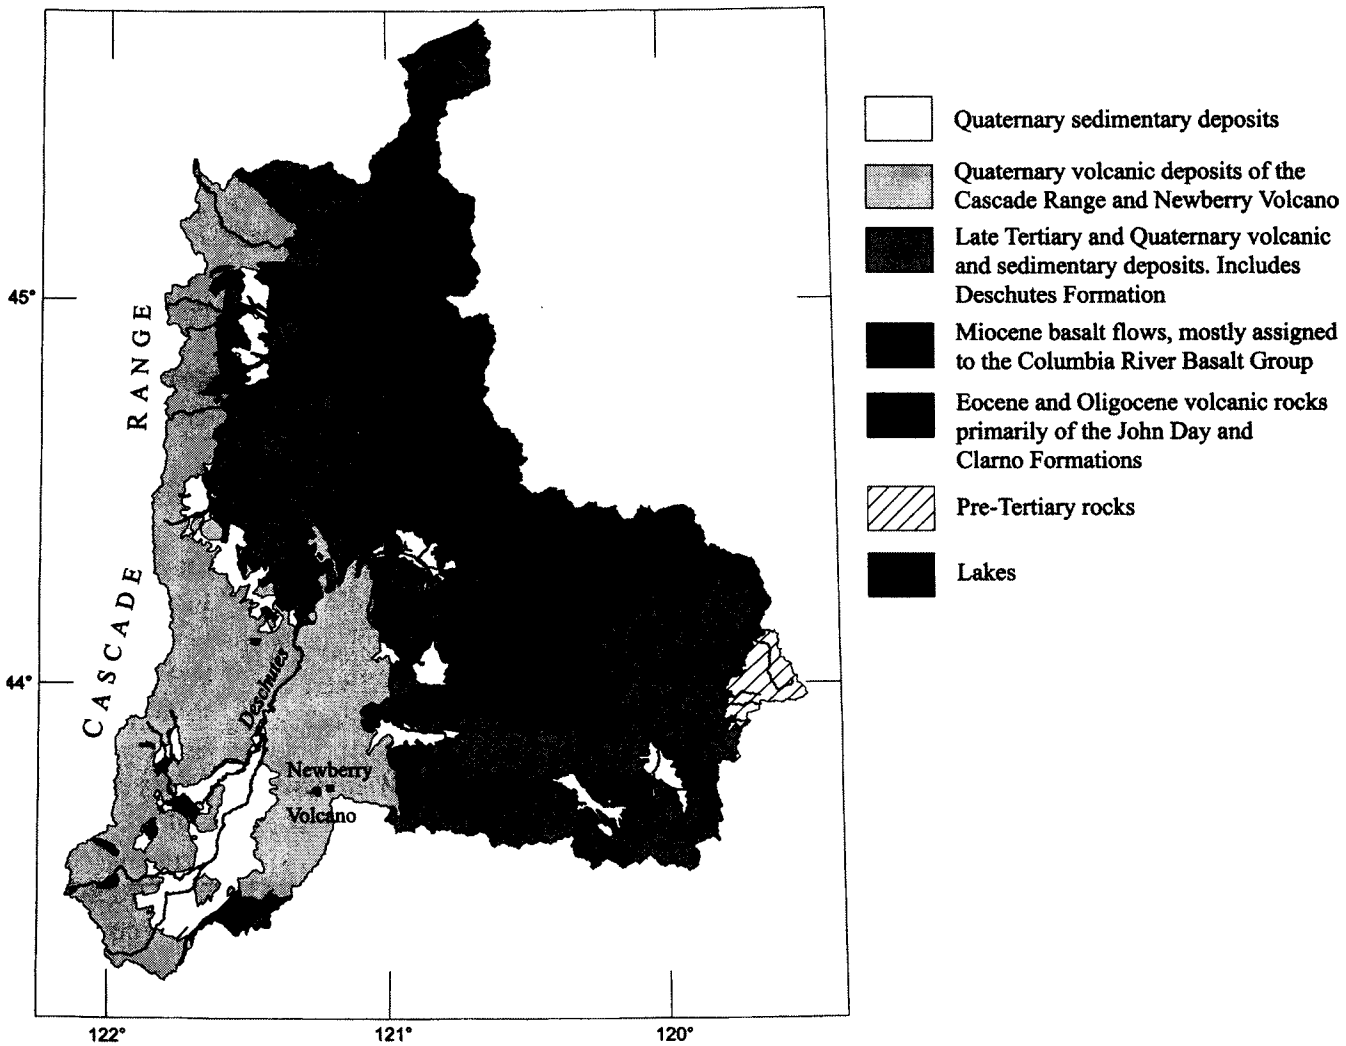 Quaternary sedimentary deposits
Quaternary volcanic deposits of the
Cascade Range and Newberry Volcano
Late Tertiary and Quaternary volcanic
and sedimentary deposits. Includes
Deschutes Formation
Miocene basalt flows, mostly assigned
to the Columbia River Basalt Group
Eocene and Oligocene volcanic rocks
primarily of the John Day and
Clarno Formations
Pre-Tertiary rocks
Lakes
45°
44°
CASCADE RANGE
Deschutes
Newberry
Volcano
122°
121°
120°